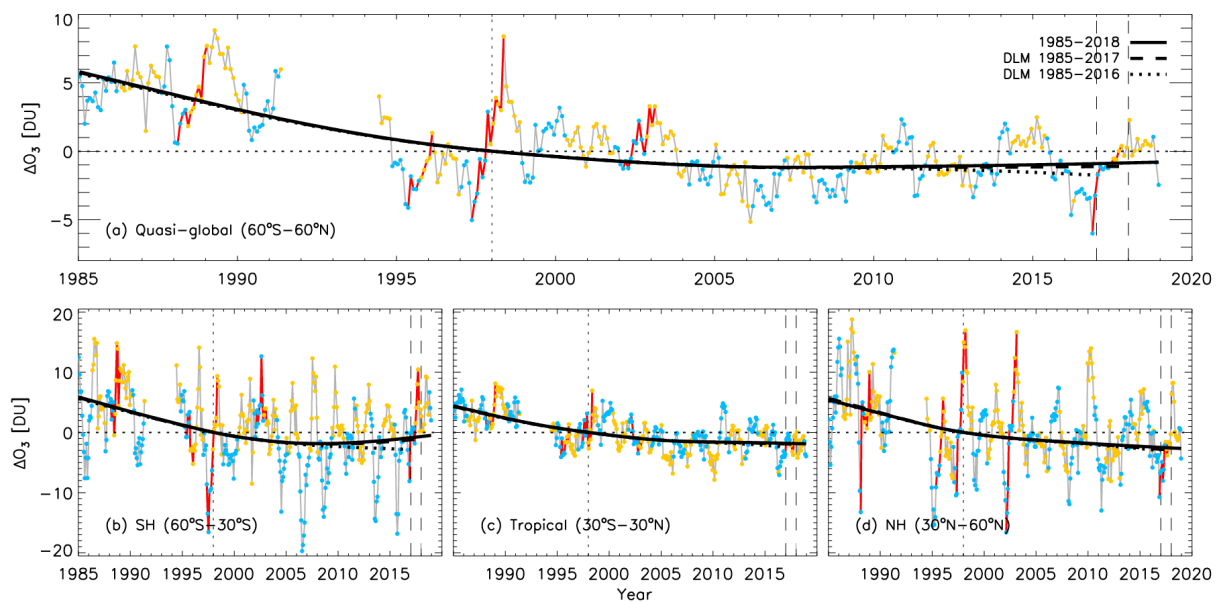 10
5
0
−5
ΔO3 [DU]
1985−2018
DLM 1985−2017
DLM 1985−2016
(a) Quasi−global (60°S−60°N)
1985 1990 1995 2000 2005 2010 2015 2020
20
10
0
−10
−20
ΔO3 [DU]
(b) SH (60°S−30°S)
(c) Tropical (30°S−30°N)
(d) NH (30°N−60°N)
1985 1990 1995 2000 2005 2010 2015 1990 1995 2000 2005 2010 2015 1990 1995 2000 2005 2010 2015 2020
Year